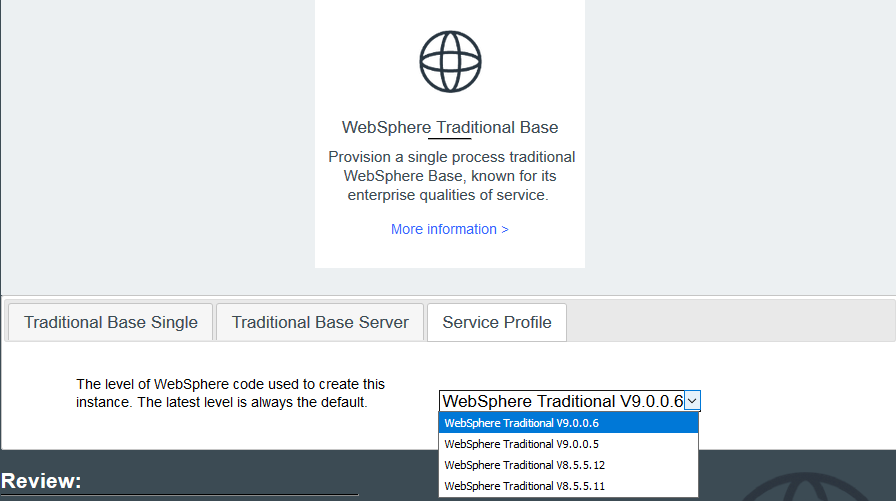 WebSphere Traditional Base
Provision a single process traditional
WebSphere Base, known for its
enterprise qualities of service.
More information >
Traditional Base Single
Traditional Base Server
Service Profile
The level of WebSphere code used to create this
instance. The latest level is always the default.
WebSphere Traditional V9.0.0.6
WebSphere Traditional V9.0.0.6
WebSphere Traditional V9.0.0.5
WebSphere Traditional V8.5.5.12
WebSphere Traditional V8.5.5.11
Review: